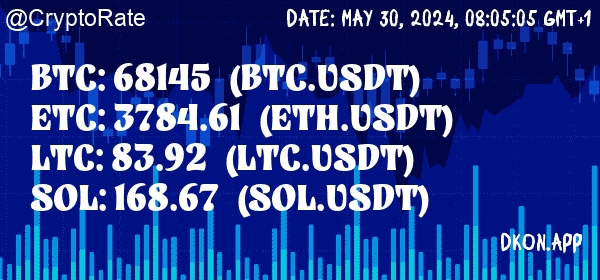 @CryptoRate
DATE: MAY 30, 2024, 08:05:05 GMT+1
BTC: 68145 (BTC.USDT)
ETC: 3784.61 (ETH.USDT)
LTC: 83.92 (LTC.USDT)
SOL: 168.67 (SOL.USDT)
DKON.APP